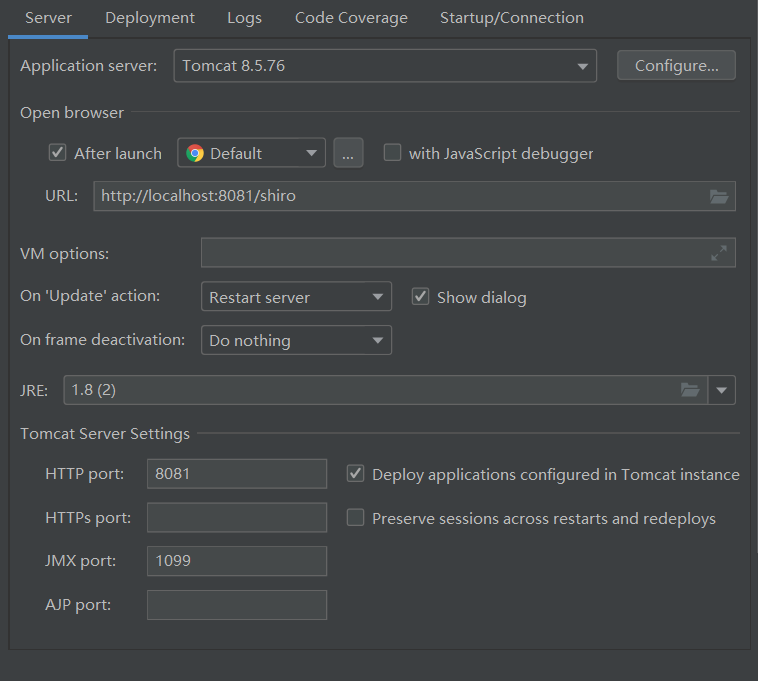 Server Deployment Logs Code Coverage Startup/Connection
Application server: Tomcat 8.5.76 Configure...
Open browser
After launch Default ... with JavaScript debugger
URL: http://localhost:8081/shiro
VM options:
On 'Update' action: Restart server Show dialog
On frame deactivation: Do nothing
JRE: 1.8 (2)
Tomcat Server Settings
HTTP port: 8081 Deploy applications configured in Tomcat instance
HTTPs port: Preserve sessions across restarts and redeploys
JMX port: 1099
AJP port: